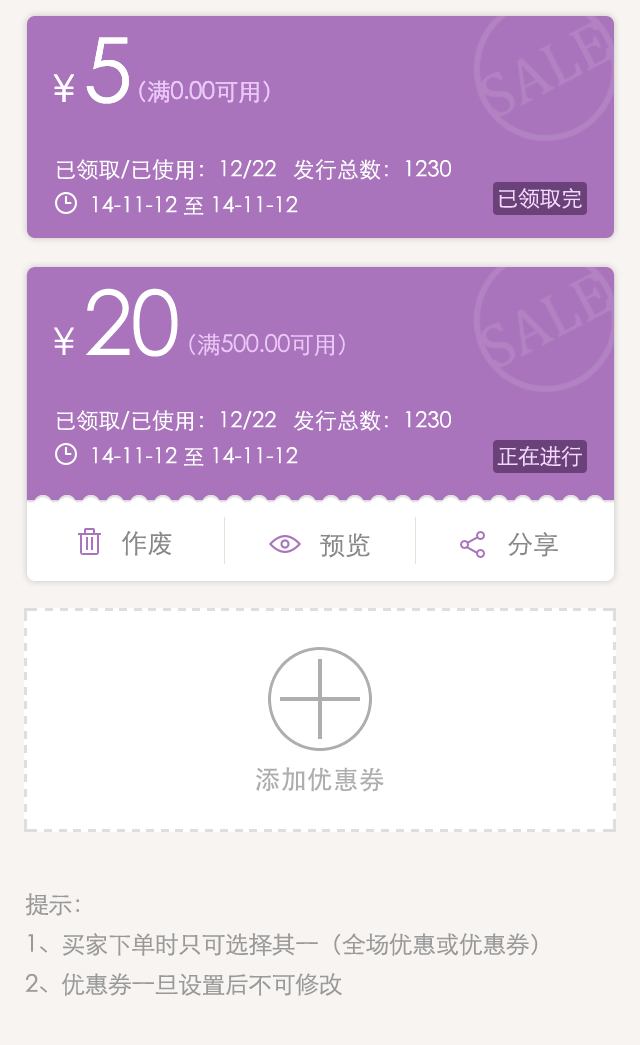 ¥ 5 (满0.00可用)
SALE
已领取/已使用：12/22 发行总数：1230
14-11-12 至 14-11-12
已领取完
¥ 20 (满500.00可用)
SALE
已领取/已使用：12/22 发行总数：1230
14-11-12 至 14-11-12
正在进行
作废 预览 分享
添加优惠券
提示：
1、买家下单时只可选择其一（全场优惠或优惠券）
2、优惠券一旦设置后不可修改